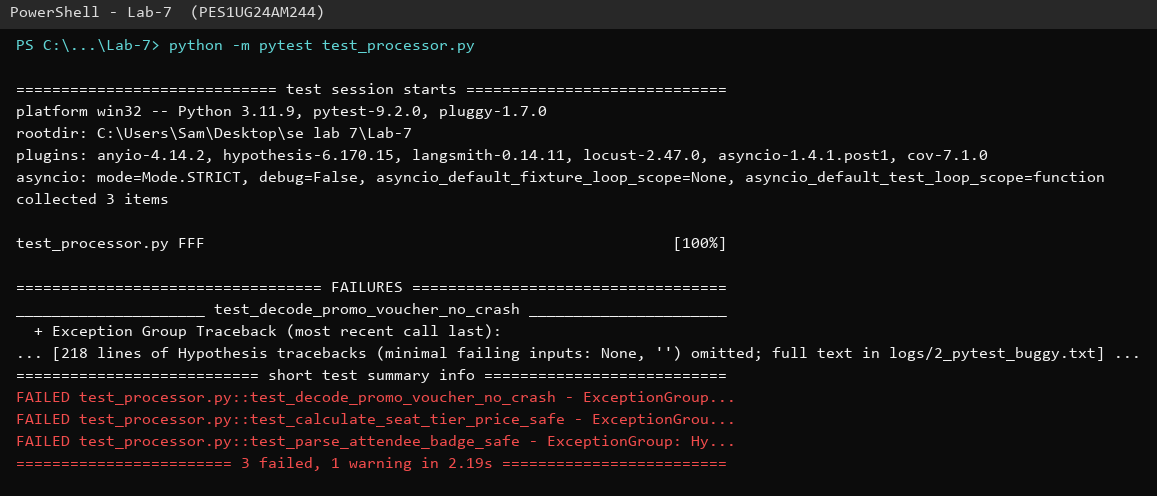 PowerShell - Lab-7  (PES1UG24AM244)
PS C:\...\Lab-7> python -m pytest test_processor.py
============================= test session starts =============================
platform win32 -- Python 3.11.9, pytest-9.2.0, pluggy-1.7.0
rootdir: C:\Users\Sam\Desktop\se lab 7\Lab-7
plugins: anyio-4.14.2, hypothesis-6.170.15, langsmith-0.14.11, locust-2.47.0, asyncio-1.4.1.post1, cov-7.1.0
asyncio: mode=Mode.STRICT, debug=False, asyncio_default_fixture_loop_scope=None, asyncio_default_test_loop_scope=function
collected 3 items
test_processor.py FFF                                                    [100%]
================================== FAILURES ===================================
_____________________ test_decode_promo_voucher_no_crash ______________________
  + Exception Group Traceback (most recent call last):
... [218 lines of Hypothesis tracebacks (minimal failing inputs: None, '') omitted; full text in logs/2_pytest_buggy.txt] ...
=========================== short test summary info ===========================
FAILED test_processor.py::test_decode_promo_voucher_no_crash - ExceptionGroup...
FAILED test_processor.py::test_calculate_seat_tier_price_safe - ExceptionGrou...
FAILED test_processor.py::test_parse_attendee_badge_safe - ExceptionGroup: Hy...
======================== 3 failed, 1 warning in 2.19s =========================